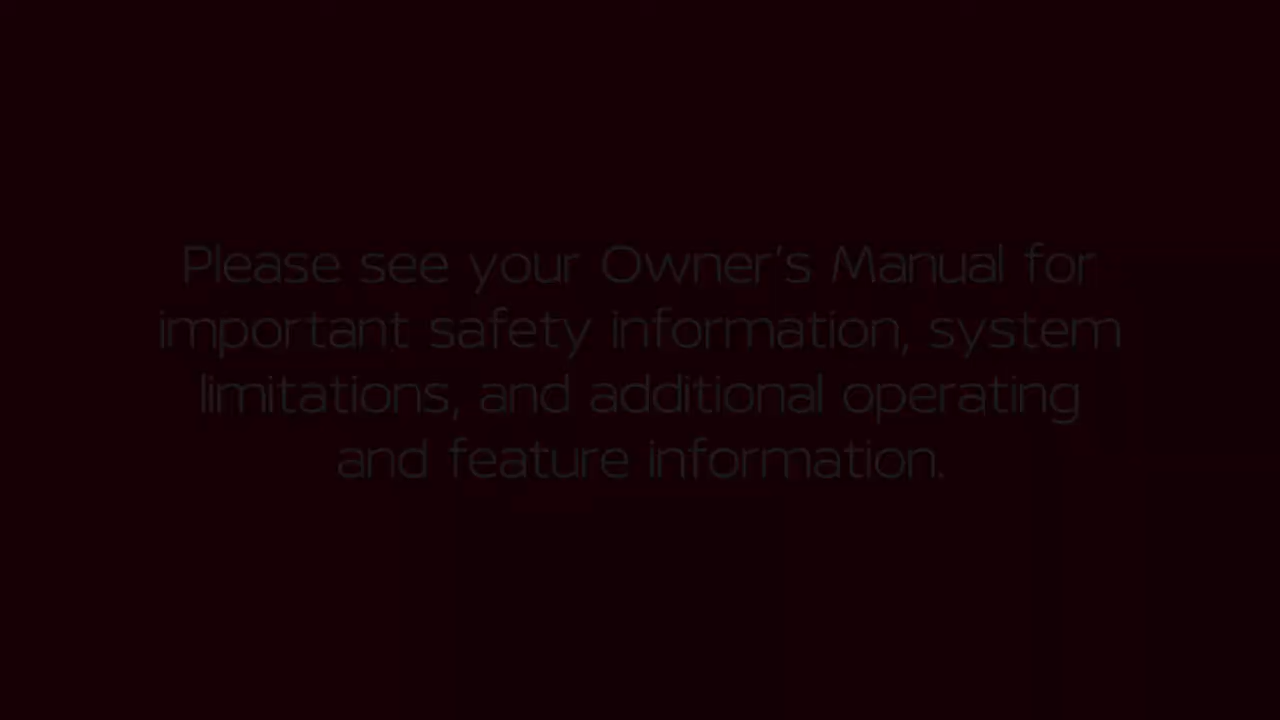 Please see your Owner's Manual for
important safety information, system
limitations, and additional operating
and feature information.